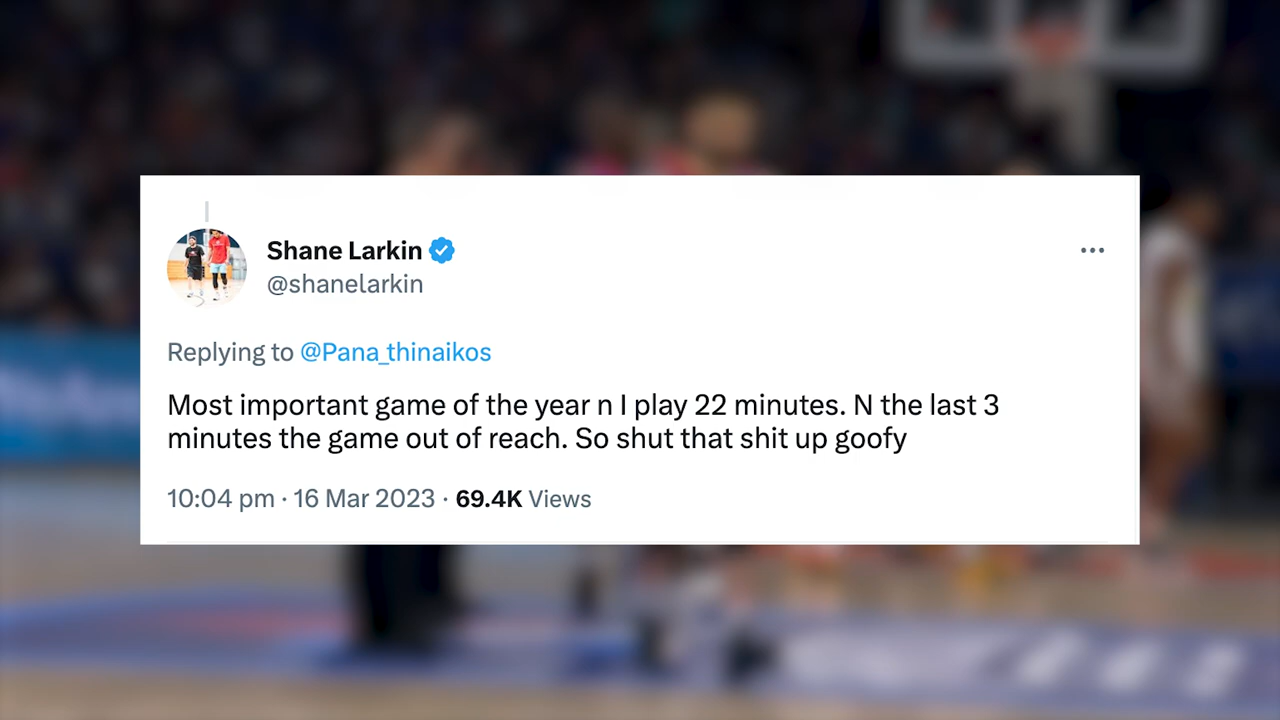 Shane Larkin
@shanelarkin
Replying to @Pana_thinaikos
Most important game of the year n I play 22 minutes. N the last 3
minutes the game out of reach. So shut that shit up goofy
10:04 pm · 16 Mar 2023 · 69.4K Views